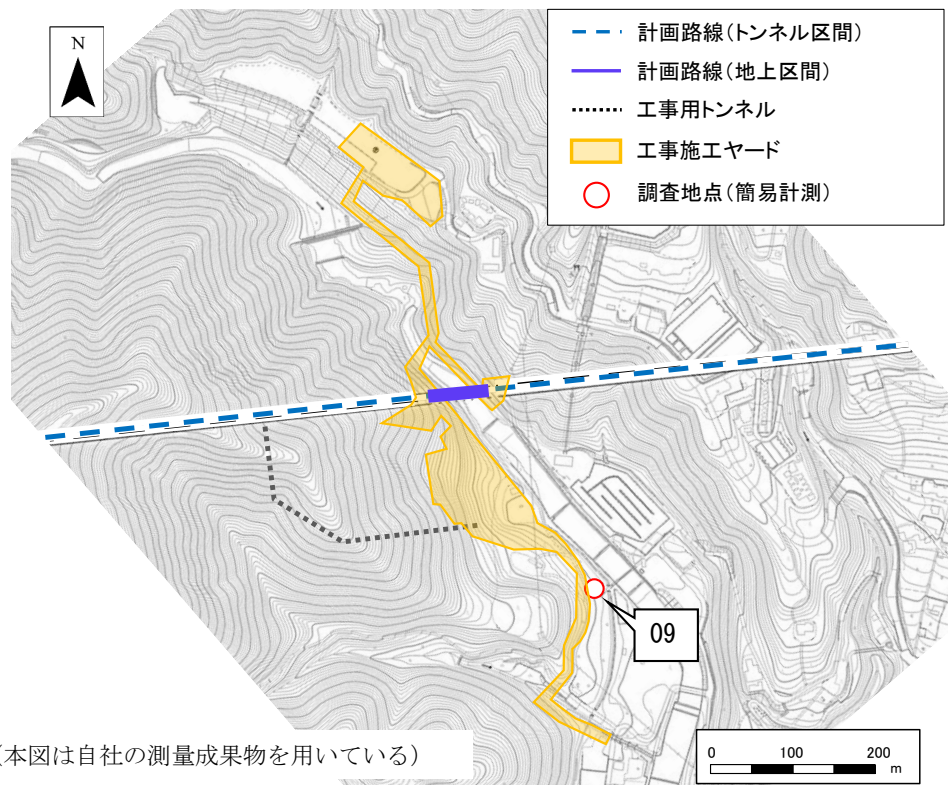 N
計画路線(トンネル区間)
計画路線(地上区間)
工事用トンネル
工事施工ヤード
調査地点(簡易計測)
09
(本図は自社の測量成果物を用いている)
0 100 200
m